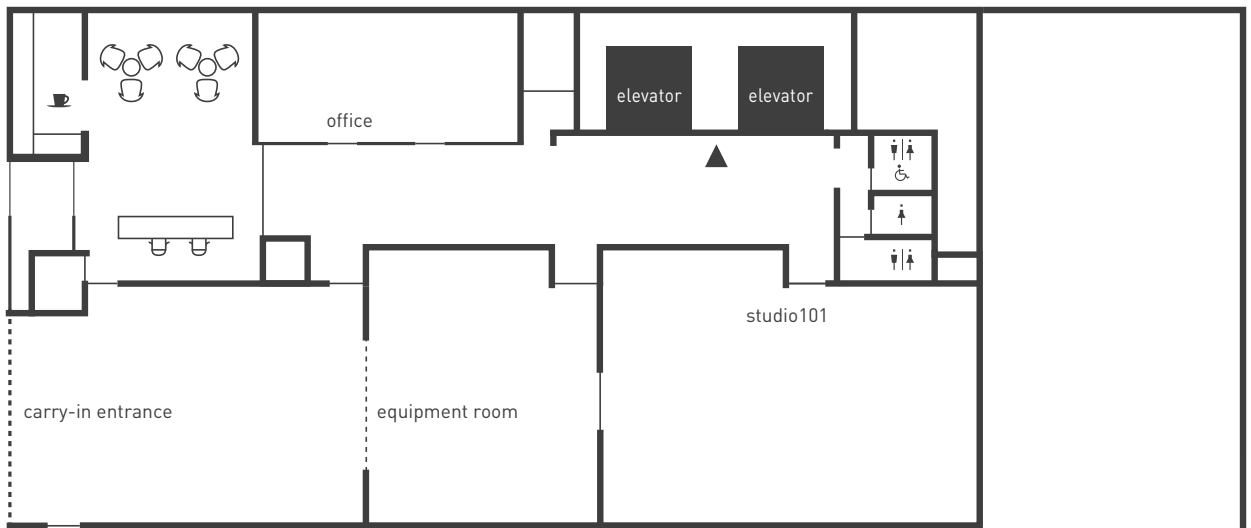 elevator
elevator
office
studio101
carry-in entrance
equipment room